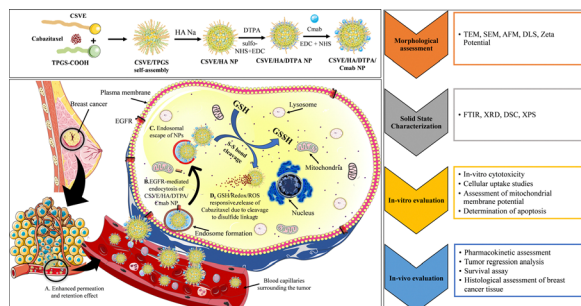 CSVE
Cabazitaxel
TPGS-COOH
CSVE/TPGS
self-assembly
HA Na
CSVE/HA NP
DTPA
sulfo-
NHS+EDC
CSVE/HA/DTPA NP
Cmab
EDC + NHS
CSVE/HA/DTPA/
Cmab NP
Breast cancer
Plasma membrane
EGFR
C. Endosomal
escape of NPs
GSH
S-S bond
cleavage
GSSH
Lysosome
Mitochondria
B.EGFR-mediated
endocytosis of
CSVE/HA/DTPA/
Cmab NP
D. GSH/Redox/ROS
responsive,release of
Cabazitaxel due to cleavage
to disulfide linkage
Nucleus
Endosome formation
A. Enhanced permeation
and retention effect
Blood capillaries
surrounding the tumor
Morphological
assessment
• TEM, SEM, AFM, DLS, Zeta
Potential
Solid State
Characterization
• FTIR, XRD, DSC, XPS
In-vitro evaluation
• In-vitro cytotoxicity
• Cellular uptake studies
• Assessment of mitochondrial
membrane potential
• Determination of apoptosis
In-vivo evaluation
• Pharmacokinetic assessment
• Tumor regression analysis
• Survival assay
• Histological assessment of breast
cancer tissue